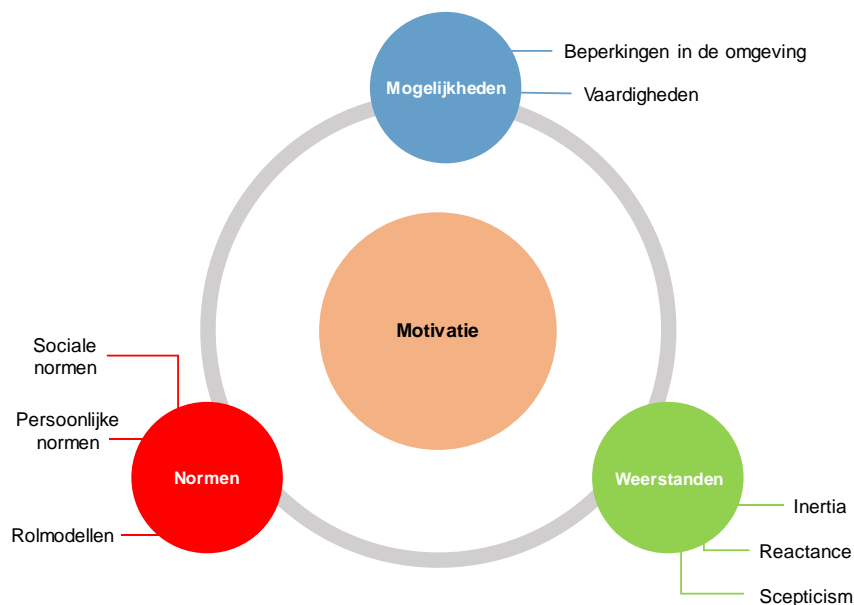 Beperkingen in de omgeving
Mogelijkheden
Vaardigheden
Motivatie
Sociale
normen
Persoonlijke
normen
Normen
Rolmodellen
Weerstanden
Inertia
Reactance
Scepticism